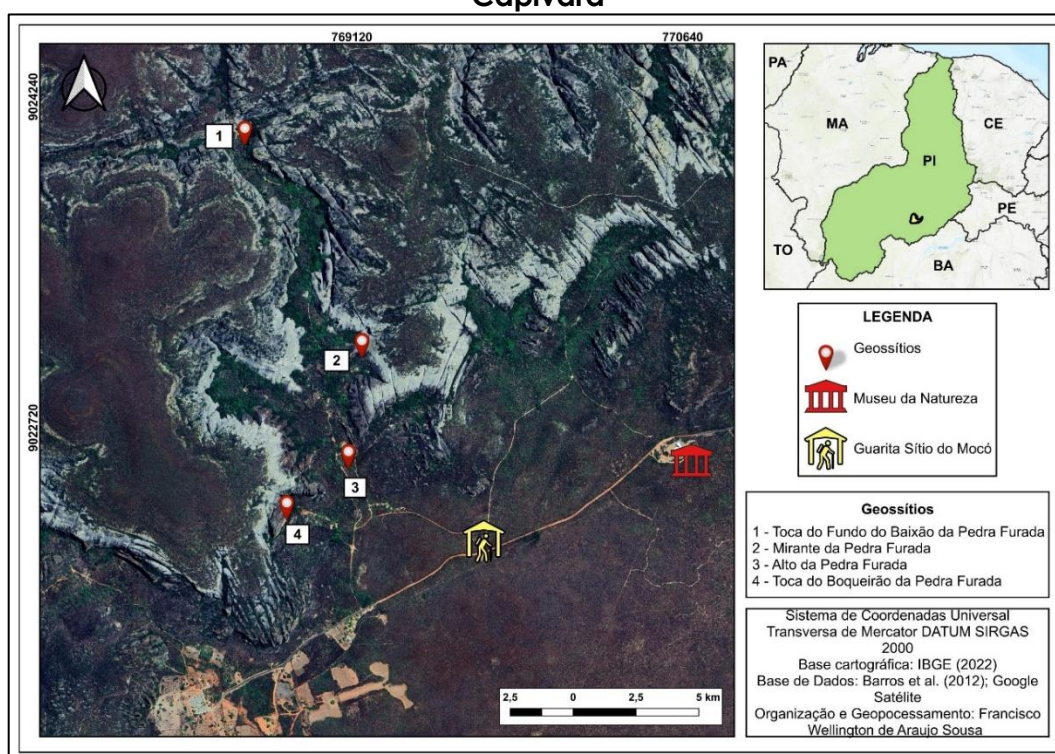 Capivara
769120
770640
9024240
9022720
1
2
3
4
2,5 0 2,5 5 km
PA
MA
CE
PI
PE
TO
BA
LEGENDA
Geossítios
Museu da Natureza
Guarita Sítio do Mocó
Geossítios
1 - Toca do Fundo do Baixão da Pedra Furada
2 - Mirante da Pedra Furada
3 - Alto da Pedra Furada
4 - Toca do Boqueirão da Pedra Furada
Sistema de Coordenadas Universal
Transversa de Mercator DATUM SIRGAS
2000
Base cartográfica: IBGE (2022)
Base de Dados: Barros et al. (2012); Google
Satélite
Organização e Geopocessamento: Francisco
Wellington de Araujo Sousa